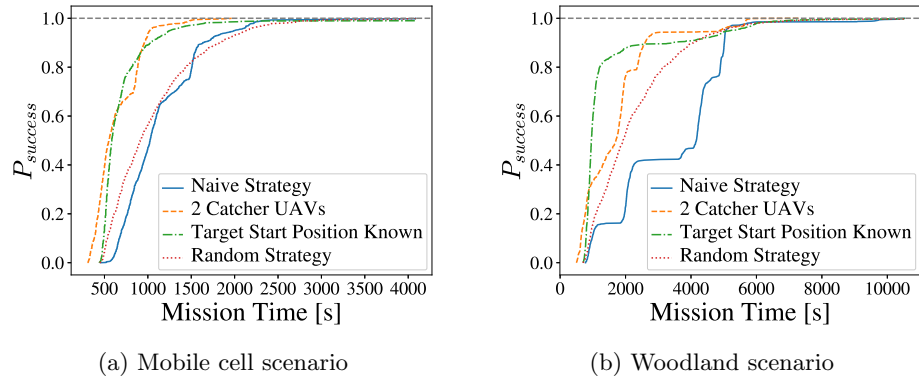 1.0
0.8
0.6
0.4
0.2
0.0
P_success
500 1000 1500 2000 2500 3000 3500 4000
Mission Time [s]
Naive Strategy
2 Catcher UAVs
Target Start Position Known
Random Strategy
(a) Mobile cell scenario
1.0
0.8
0.6
0.4
0.2
0.0
P_success
0 2000 4000 6000 8000 10000
Mission Time [s]
Naive Strategy
2 Catcher UAVs
Target Start Position Known
Random Strategy
(b) Woodland scenario